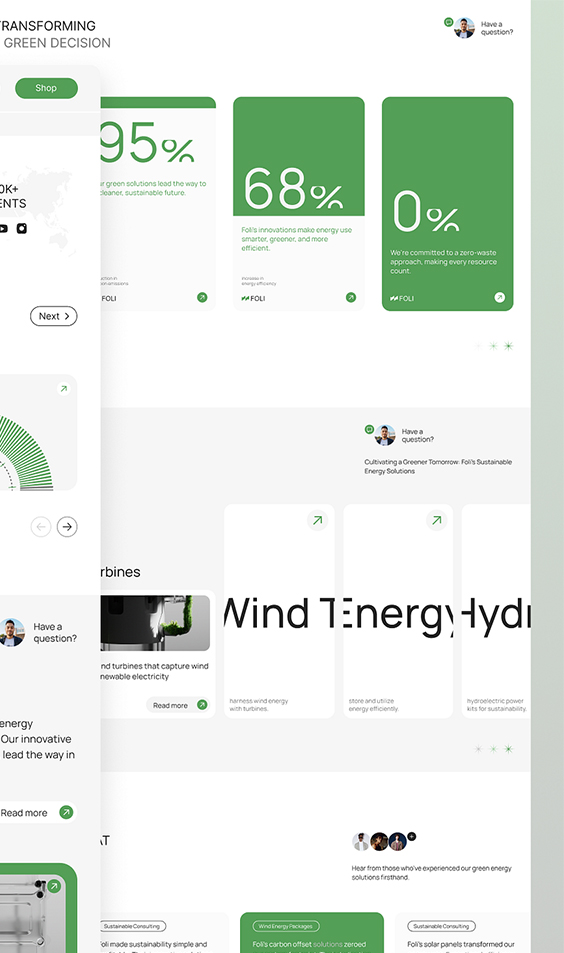 TRANSFORMING
GREEN DECISION
Have a
question?
Shop
95%
green solutions lead the way to
cleaner, sustainable future.
FOLI
68%
Foli's innovations make energy use
smarter, greener, and more
efficient.
increase in
energy efficiency
FOLI
0%
We're committed to a zero-waste
approach, making every resource
count.
FOLI
0K+
ENTS
Next
Have a
question?
Cultivating a Greener Tomorrow: Foli's Sustainable
Energy Solutions
rbines
nd turbines that capture wind
newable electricity
Read more
Wind T
harness wind energy
with turbines.
Energy
store and utilize
energy efficiently.
Hydr
hydroelectric power
kits for sustainability.
Have a
question?
energy
Our innovative
lead the way in
Read more
AT
Hear from those who've experienced our green energy
solutions firsthand.
Sustainable Consulting
Foli made sustainability simple and
Wind Energy Packages
Foli's carbon offset solutions zeroed
Sustainable Consulting
Foli's solar panels transformed our